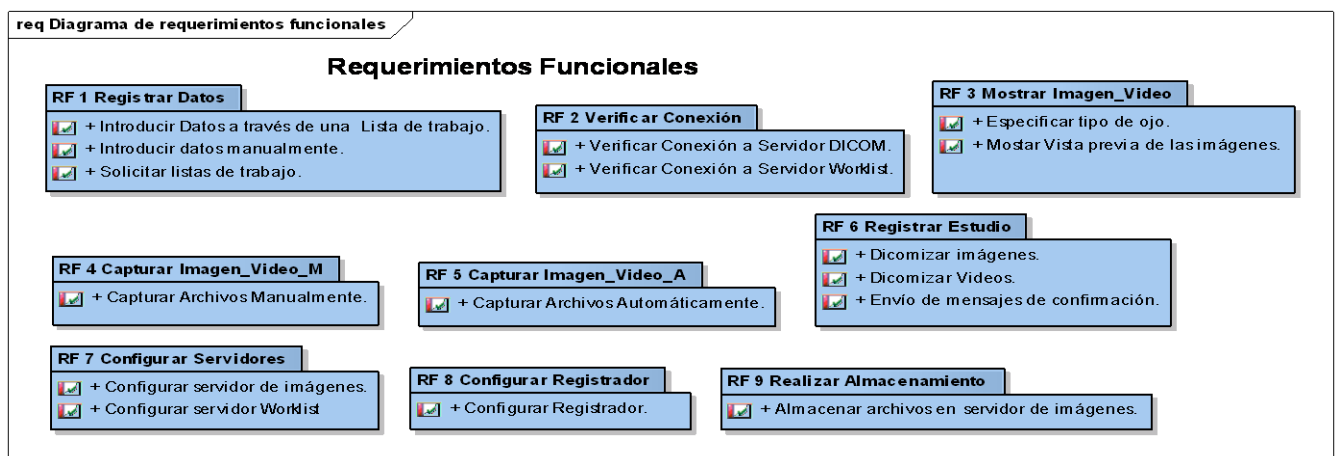 req Diagrama de requerimientos funcionales
Requerimientos Funcionales
RF 1 Registrar Datos
+ Introducir Datos a través de una Lista de trabajo.
+ Introducir datos manualmente.
+ Solicitar listas de trabajo.
RF 2 Verificar Conexión
+ Verificar Conexión a Servidor DICOM.
+ Verificar Conexión a Servidor Worklist.
RF 3 Mostrar Imagen_Video
+ Especificar tipo de ojo.
+ Mostar Vista previa de las imágenes.
RF 4 Capturar Imagen_Video_M
+ Capturar Archivos Manualmente.
RF 5 Capturar Imagen_Video_A
+ Capturar Archivos Automáticamente.
RF 6 Registrar Estudio
+ Dicomizar imágenes.
+ Dicomizar Videos.
+ Envío de mensajes de confirmación.
RF 7 Configurar Servidores
+ Configurar servidor de imágenes.
+ Configurar servidor Worklist
RF 8 Configurar Registrador
+ Configurar Registrador.
RF 9 Realizar Almacenamiento
+ Almacenar archivos en servidor de imágenes.